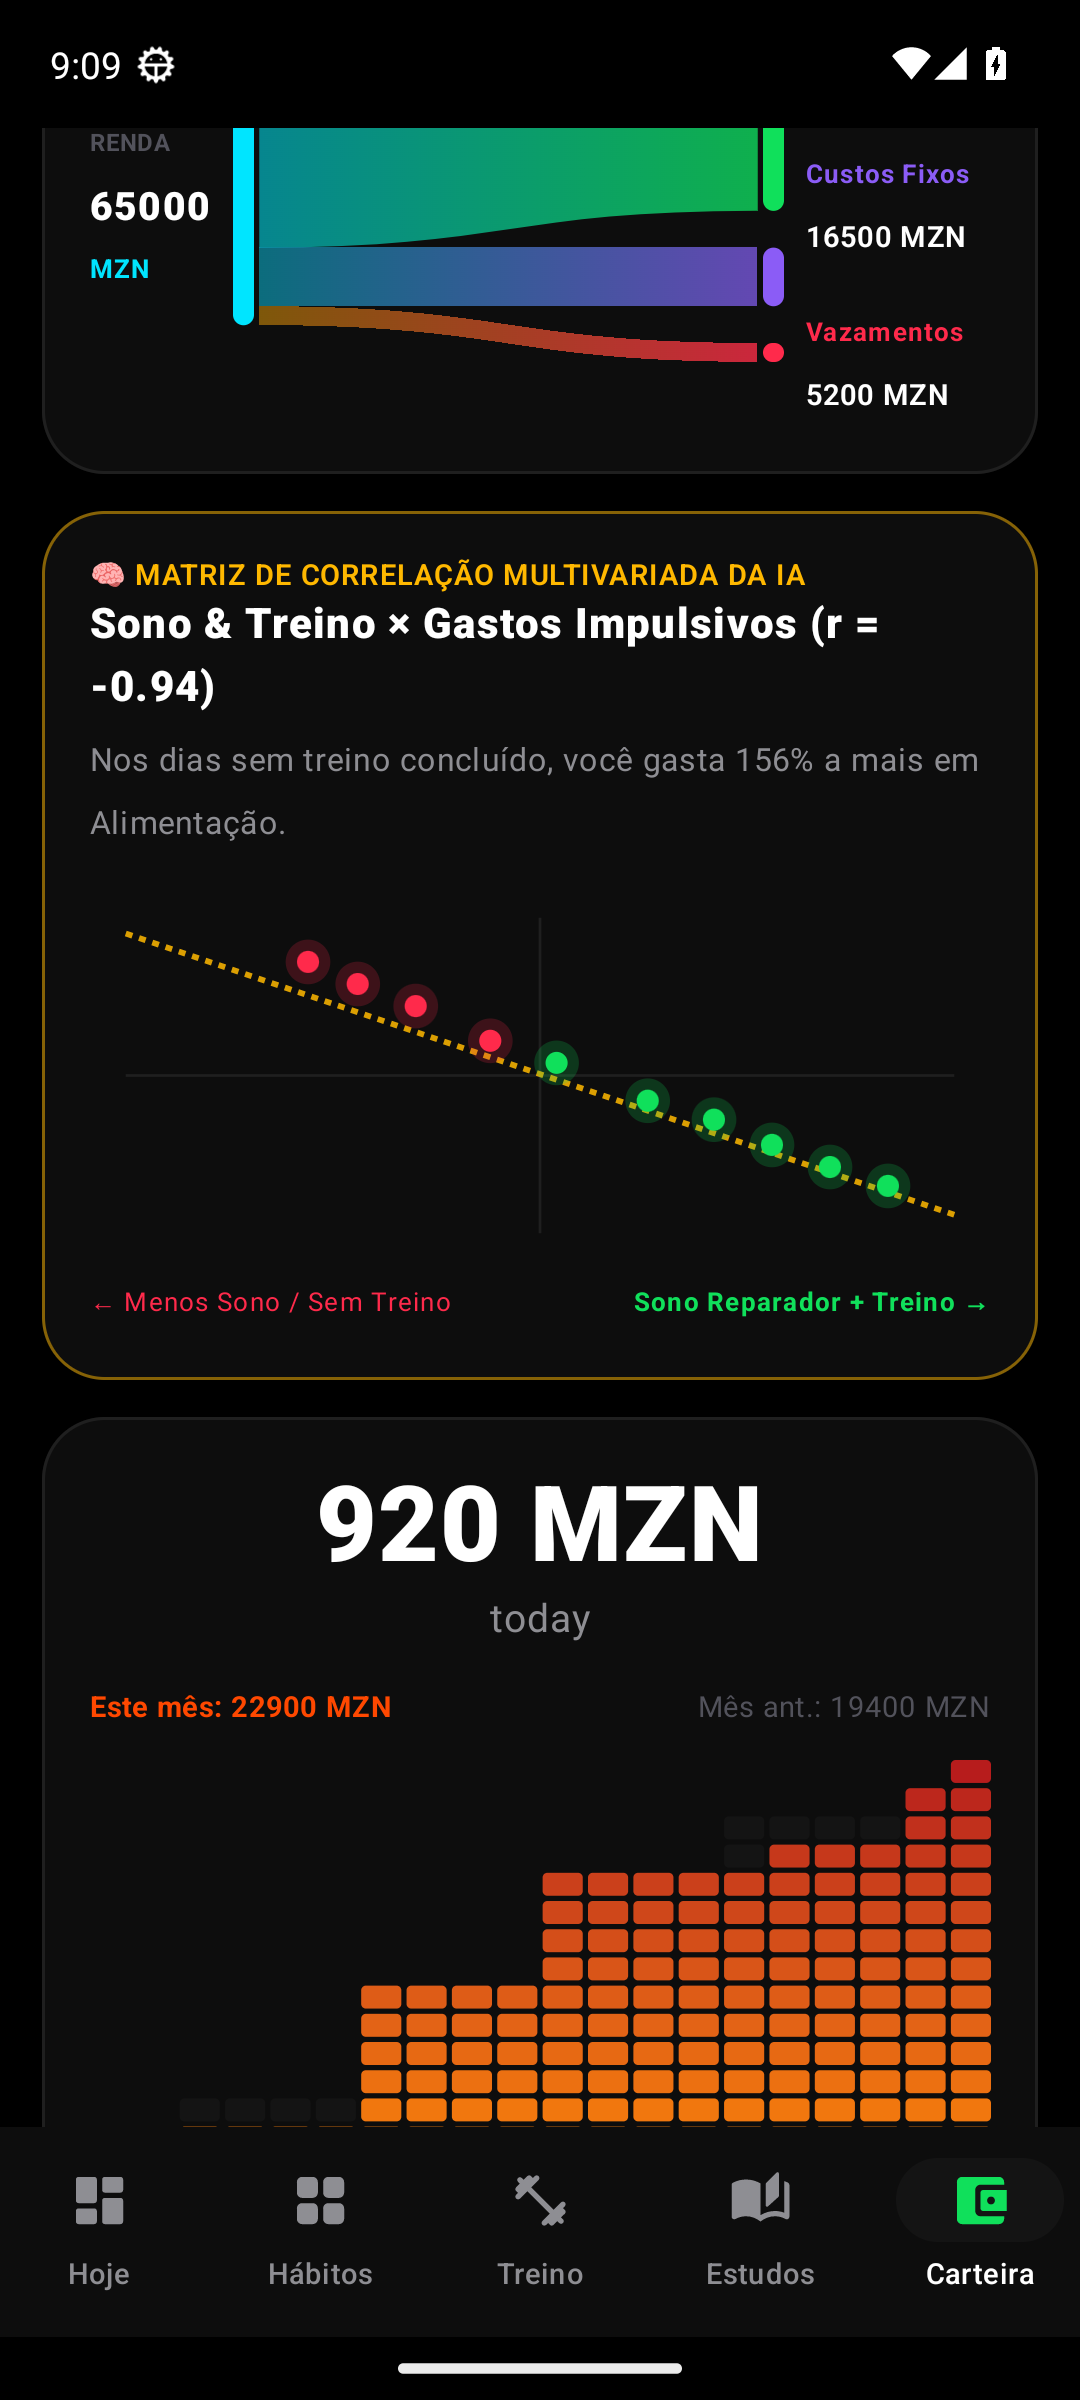 9:09
RENDA
65000
MZN
Custos Fixos
16500 MZN
Vazamentos
5200 MZN
🧠 MATRIZ DE CORRELAÇÃO MULTIVARIADA DA IA
Sono & Treino × Gastos Impulsivos (r =
-0.94)
Nos dias sem treino concluído, você gasta 156% a mais em
Alimentação.
← Menos Sono / Sem Treino
Sono Reparador + Treino →
920 MZN
today
Este mês: 22900 MZN
Mês ant.: 19400 MZN
Hoje
Hábitos
Treino
Estudos
Carteira